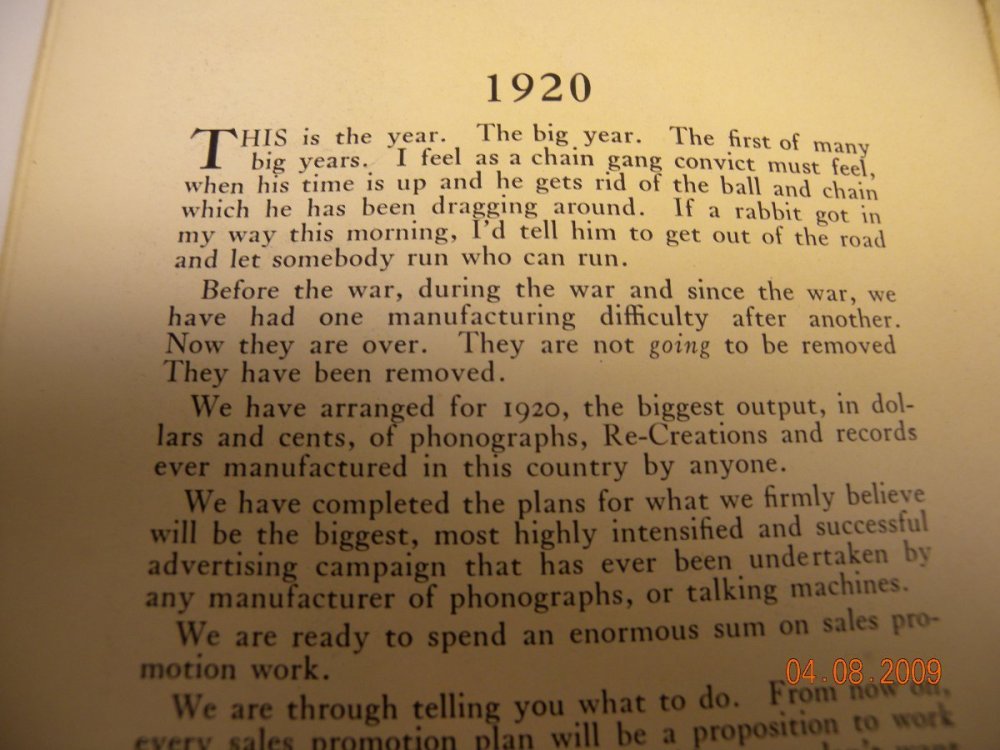 1920
THIS is the year. The big year. The first of many
big years. I feel as a chain gang convict must feel,
when his time is up and he gets rid of the ball and chain
which he has been dragging around. If a rabbit got in
my way this morning, I'd tell him to get out of the road
and let somebody run who can run.
Before the war, during the war and since the war, we
have had one manufacturing difficulty after another.
Now they are over. They are not going to be removed
They have been removed.
We have arranged for 1920, the biggest output, in dol-
lars and cents, of phonographs, Re-Creations and records
ever manufactured in this country by anyone.
We have completed the plans for what we firmly believe
will be the biggest, most highly intensified and successful
advertising campaign that has ever been undertaken by
any manufacturer of phonographs, or talking machines.
We are ready to spend an enormous sum on sales pro-
motion work.
We are through telling you what to do. From now on,
every sales promotion plan will be a proposition to work
04.08.2009